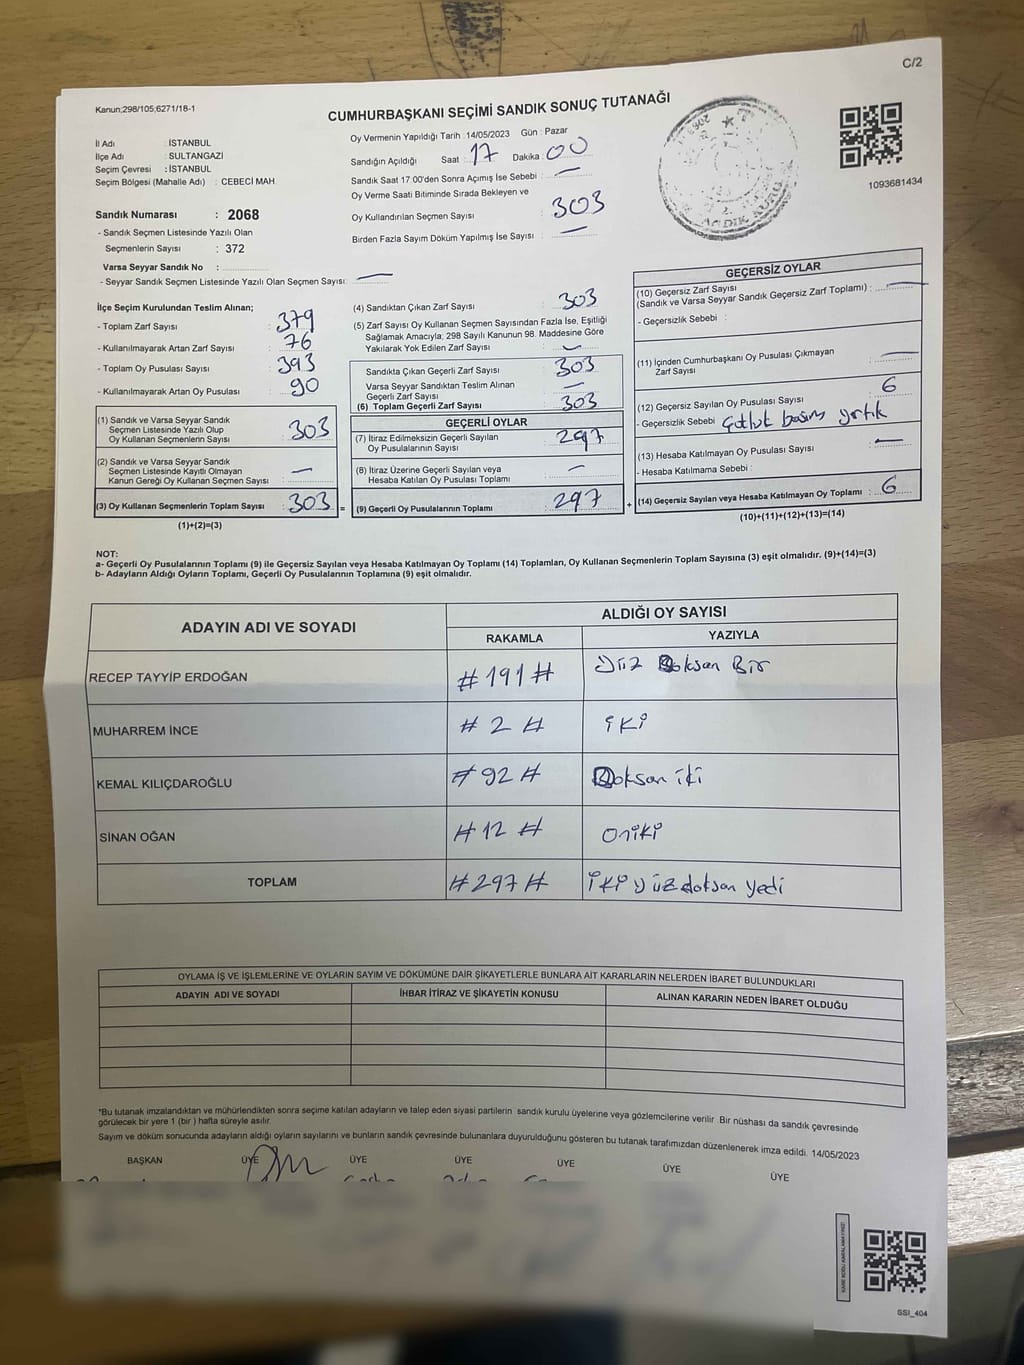 C/2
Kanun;298/105;6271/18-1
CUMHURBAŞKANI SEÇİMİ SANDIK SONUÇ TUTANAĞI
İl Adı : İSTANBUL
İlçe Adı : SULTANGAZİ
Seçim Çevresi : İSTANBUL
Seçim Bölgesi (Mahalle Adı) : CEBECİ MAH.
Sandık Numarası : 2068
- Sandık Seçmen Listesinde Yazılı Olan
Seçmenlerin Sayısı : 372
Varsa Seyyar Sandık No :
- Seyyar Sandık Seçmen Listesinde Yazılı Olan Seçmen Sayısı: —
Oy Vermenin Yapıldığı Tarih : 14/05/2023 Gün : Pazar
Sandığın Açıldığı Saat : 17 Dakika : 00
Sandık Saat 17 00'den Sonra Açımış İse Sebebi : —
Oy Verme Saati Bitiminde Sırada Bekleyen ve
Oy Kullandırılan Seçmen Sayısı : 303
Birden Fazla Sayım Döküm Yapılmış İse Sayısı : —
SANDIK KURU
1093681434
İlçe Seçim Kurulundan Teslim Alınan;
- Toplam Zarf Sayısı : 379
- Kullanılmayarak Artan Zarf Sayısı : 76
- Toplam Oy Pusulası Sayısı : 393
- Kullanılmayarak Artan Oy Pusulası : 90
(1) Sandık ve Varsa Seyyar Sandık
Seçmen Listesinde Yazılı Olup
Oy Kullanan Seçmenlerin Sayısı : 303
(2) Sandık ve Varsa Seyyar Sandık
Seçmen Listesinde Kayıtlı Olmayan
Kanun Gereği Oy Kullanan Seçmen Sayısı : —
(3) Oy Kullanan Seçmenlerin Toplam Sayısı : 303 =
(1)+(2)=(3)
(4) Sandıktan Çıkan Zarf Sayısı : 303
(5) Zarf Sayısı Oy Kullanan Seçmen Sayısından Fazla İse, Eşitliği
Sağlamak Amacıyla; 298 Sayılı Kanunun 98. Maddesine Göre
Yakılarak Yok Edilen Zarf Sayısı : —
Sandıkta Çıkan Geçerli Zarf Sayısı : 303
Varsa Seyyar Sandıktan Teslim Alınan
Geçerli Zarf Sayısı : —
(6) Toplam Geçerli Zarf Sayısı : 303
GEÇERLİ OYLAR
(7) İtiraz Edilmeksizin Geçerli Sayılan
Oy Pusulalarının Sayısı : 297
(8) İtiraz Üzerine Geçerli Sayılan veya
Hesaba Katılan Oy Pusulası Toplamı : —
(9) Geçerli Oy Pusulalarının Toplamı : 297 +
GEÇERSİZ OYLAR
(10) Geçersiz Zarf Sayısı
(Sandık ve Varsa Seyyar Sandık Geçersiz Zarf Toplamı) : —
- Geçersizlik Sebebi :
(11) İçinden Cumhurbaşkanı Oy Pusulası Çıkmayan
Zarf Sayısı : —
(12) Geçersiz Sayılan Oy Pusulası Sayısı : 6
- Geçersizlik Sebebi yırtık
(13) Hesaba Katılmayan Oy Pusulası Sayısı : —
- Hesaba Katılmama Sebebi :
(14) Geçersiz Sayılan veya Hesaba Katılmayan Oy Toplamı : 6
(10)+(11)+(12)+(13)=(14)
NOT:
a- Geçerli Oy Pusulalarının Toplamı (9) ile Geçersiz Sayılan veya Hesaba Katılmayan Oy Toplamı (14) Toplamları, Oy Kullanan Seçmenlerin Toplam Sayısına (3) eşit olmalıdır. (9)+(14)=(3)
b- Adayların Aldığı Oyların Toplamı, Geçerli Oy Pusulalarının Toplamına (9) eşit olmalıdır.
ADAYIN ADI VE SOYADI
ALDIĞI OY SAYISI
RAKAMLA YAZIYLA
RECEP TAYYİP ERDOĞAN # 191 # Yüz Doksan Bir
MUHARREM İNCE # 2 # iki
KEMAL KILIÇDAROĞLU # 92 # Doksan iki
SİNAN OĞAN # 12 # oniki
TOPLAM # 297 # iki yüz doksan yedi
OYLAMA İŞ VE İŞLEMLERİNE VE OYLARIN SAYIM VE DÖKÜMÜNE DAİR ŞİKAYETLERLE BUNLARA AİT KARARLARIN NELERDEN İBARET BULUNDUKLARI
ADAYIN ADI VE SOYADI İHBAR İTİRAZ VE ŞİKAYETİN KONUSU ALINAN KARARIN NEDEN İBARET OLDUĞU
*Bu tutanak imzalandıktan ve mühürlendikten sonra seçime katılan adayların ve talep eden siyasi partilerin sandık kurulu üyelerine veya gözlemcilerine verilir. Bir nüshası da sandık çevresinde
görülecek bir yere 1 (bir ) hafta süreyle asılır.
Sayım ve döküm sonucunda adayların aldığı oyların sayılarını ve bunların sandık çevresinde bulunanlara duyurulduğunu gösteren bu tutanak tarafımızdan düzenlenerek imza edildi. 14/05/2023
BAŞKAN ÜYE ÜYE ÜYE ÜYE ÜYE ÜYE
SSI_404